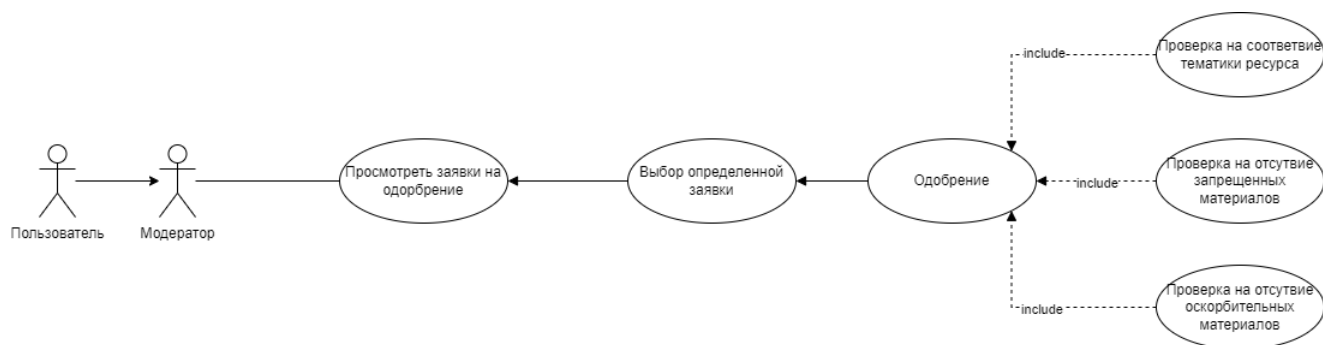 Проверка на соответвие
тематики ресурса
include
Просмотреть заявки на
одорбрение
Выбор определенной
заявки
Одобрение
include
Проверка на отсутвие
запрещенных
материалов
Пользователь
Модератор
include
Проверка на отсутвие
оскорбительных
материалов